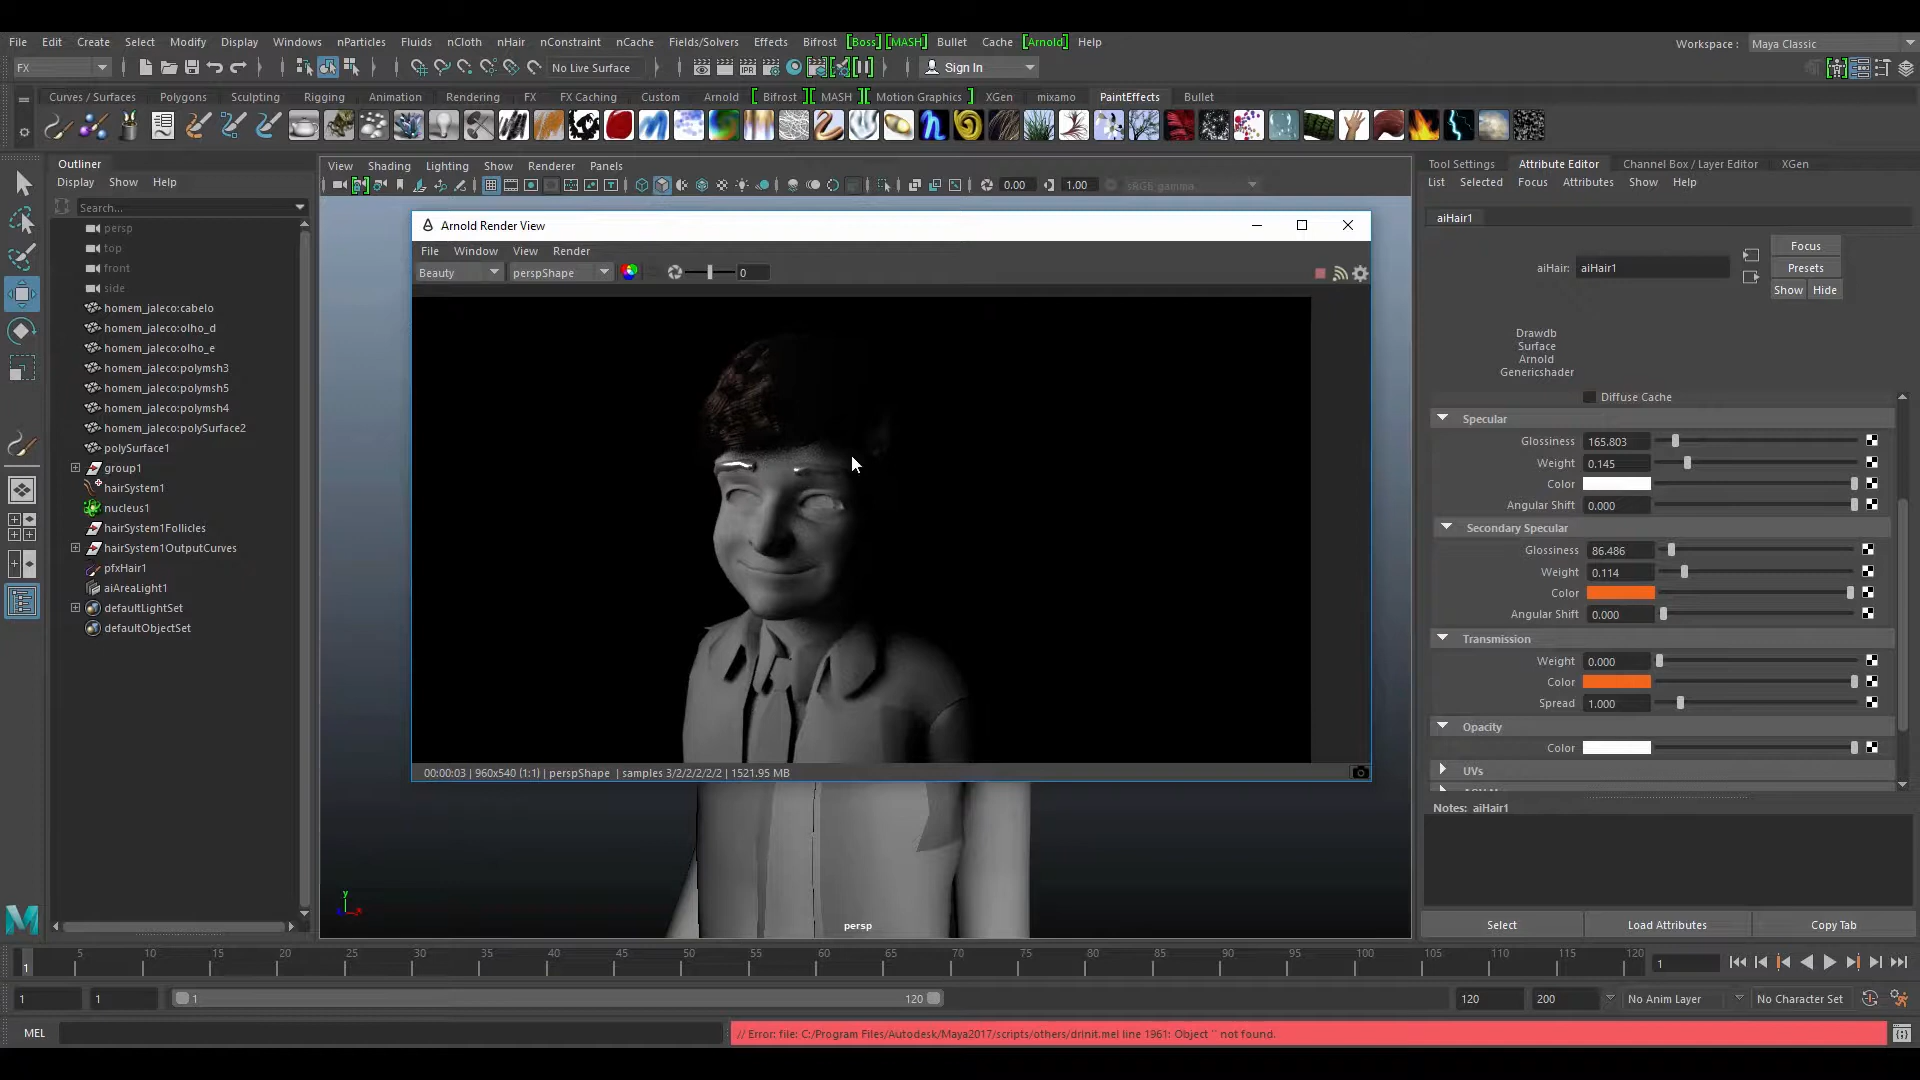 File Edit Create Select Modify Display Windows nParticles Fluids nCloth nHair nConstraint nCache Fields/Solvers Effects Bifrost [Boss] [MASH] Bullet Cache [Arnold] Help
Workspace : Maya Classic
FX No Live Surface Sign In
Curves / Surfaces Polygons Sculpting Rigging Animation Rendering FX FX Caching Custom Arnold [ Bifrost ] [ MASH ] [ Motion Graphics ] XGen mixamo PaintEffects Bullet
Outliner
Display Show Help
Search...
persp
top
front
side
homem_jaleco:cabelo
homem_jaleco:olho_d
homem_jaleco:olho_e
homem_jaleco:polymsh3
homem_jaleco:polymsh5
homem_jaleco:polymsh4
homem_jaleco:polySurface2
polySurface1
group1
hairSystem1
nucleus1
hairSystem1Follicles
hairSystem1OutputCurves
pfxHair1
aiAreaLight1
defaultLightSet
defaultObjectSet
View Shading Lighting Show Renderer Panels
0.00 1.00 sRGB gamma
Arnold Render View
File Window View Render
Beauty perspShape 0
00:00:03 | 960x540 (1:1) | perspShape | samples 3/2/2/2/2/2 | 1521.95 MB
y
persp
Tool Settings Attribute Editor Channel Box / Layer Editor XGen
List Selected Focus Attributes Show Help
aiHair1
Focus
aiHair: aiHair1 Presets
Show Hide
Drawdb
Surface
Arnold
Genericshader
Diffuse Cache
Specular
Glossiness 165.803
Weight 0.145
Color
Angular Shift 0.000
Secondary Specular
Glossiness 86.486
Weight 0.114
Color
Angular Shift 0.000
Transmission
Weight 0.000
Color
Spread 1.000
Opacity
Color
UVs
Notes: aiHair1
Select Load Attributes Copy Tab
1 5 10 15 20 25 30 35 40 45 50 55 60 65 70 75 80 85 90 95 100 105 110 115 120 1
1 1 1 120 120 200 No Anim Layer No Character Set
MEL // Error: file: C:/Program Files/Autodesk/Maya2017/scripts/others/drInit.mel line 1961: Object '' not found.